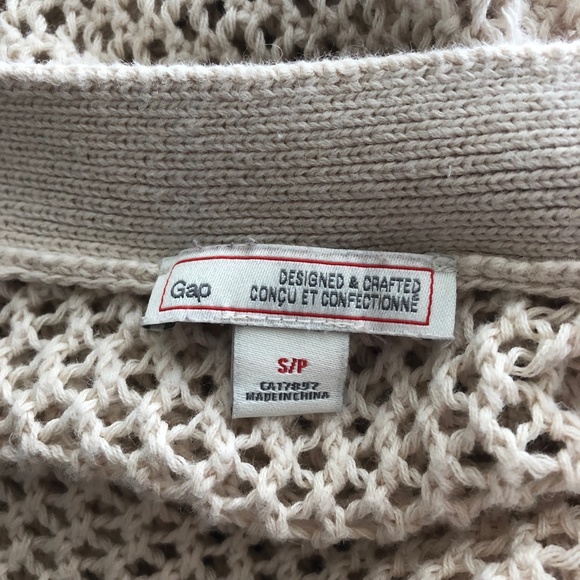 Gap
DESIGNED & CRAFTED
CONÇU ET CONFECTIONNÉ
S/P
CA17897
MADE IN CHINA